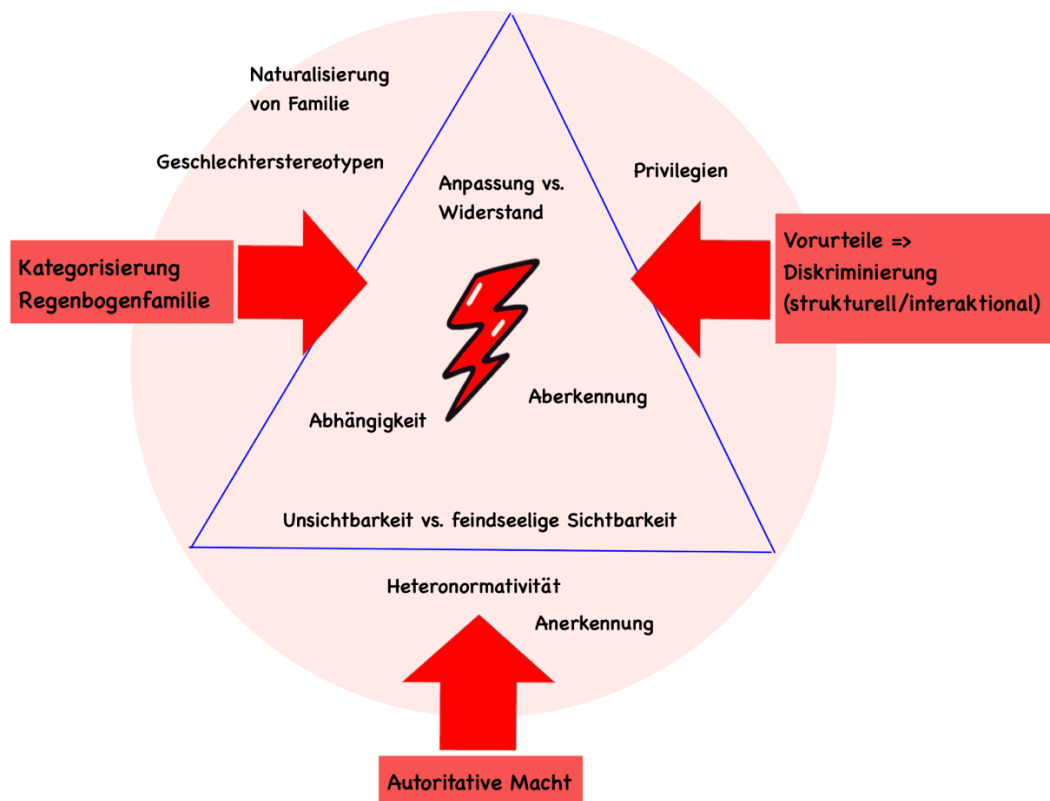 Naturalisierung
von Familie
Geschlechterstereotypen
Privilegien
Anpassung vs.
Widerstand
Kategorisierung
Regenbogenfamilie
Vorurteile =>
Diskriminierung
(strukturell/interaktional)
Abhängigkeit
Aberkennung
Unsichtbarkeit vs. feindseelige Sichtbarkeit
Heteronormativität
Anerkennung
Autoritative Macht